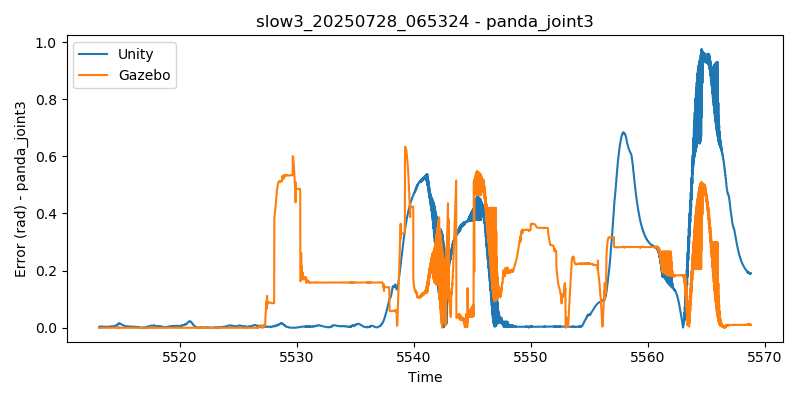 slow3_20250728_065324 - panda_joint3
Unity
Gazebo
Error (rad) - panda_joint3
1.0
0.8
0.6
0.4
0.2
0.0
5520
5530
5540
5550
5560
5570
Time